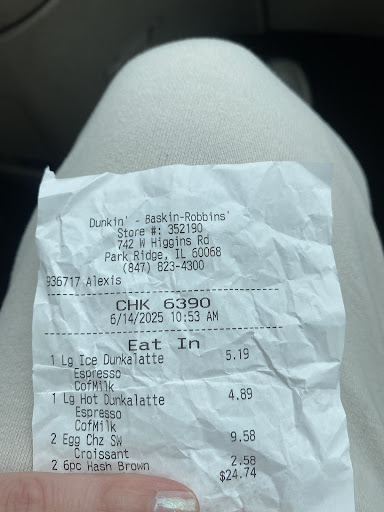 Dunkin' - Baskin-Robbins'
Store #: 352190
742 W Higgins Rd
Park Ridge, IL 60068
(847) 823-4300
936717 Alexis
CHK 6390
6/14/2025 10:53 AM
Eat In
1 Lg Ice Dunkalatte 5.19
Espresso
CofMilk
1 Lg Hot Dunkalatte 4.89
Espresso
CofMilk
2 Egg Chz SW 9.58
Croissant
2 6pc Hash Brown 2.58
$24.74